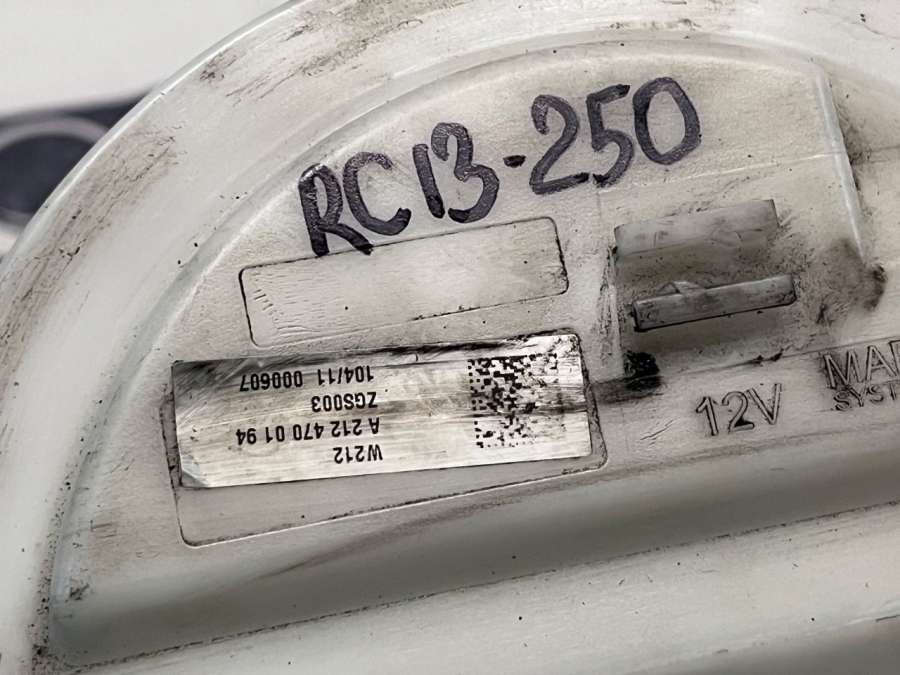 RC13-250
W212
A 212 470 01 94
ZGS003
104/11 000607
12V